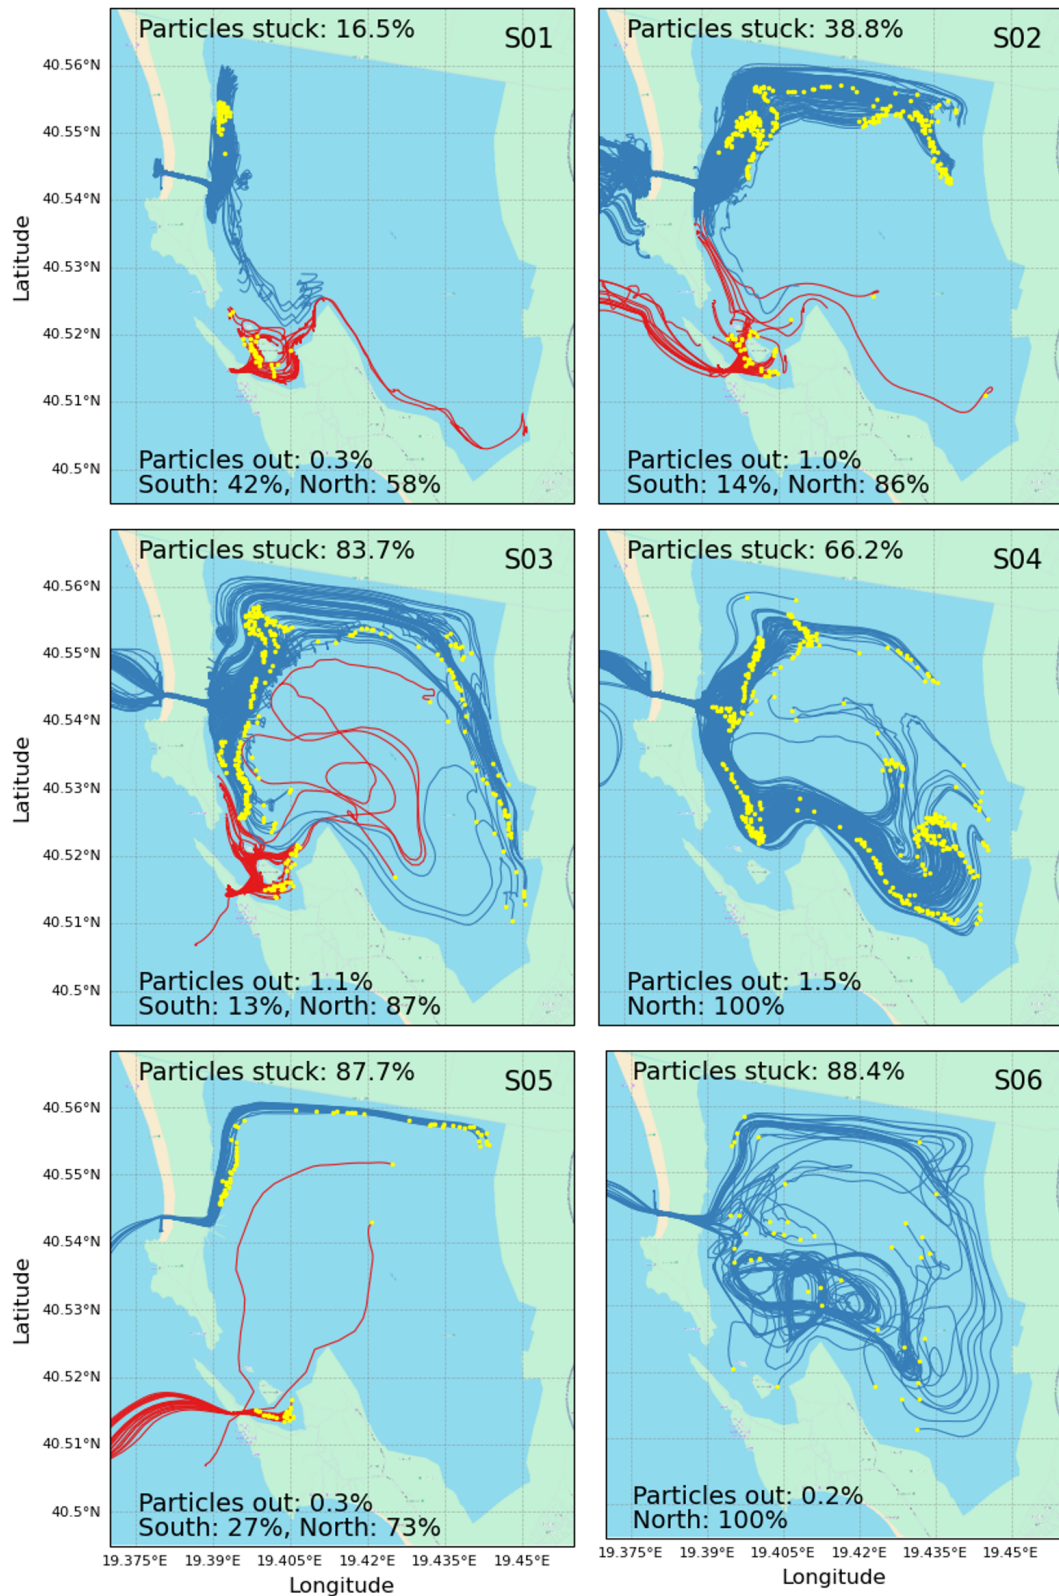 Particles stuck: 16.5%
S01
Particles stuck: 38.8%
S02
40.56°N
40.55°N
40.54°N
40.53°N
40.52°N
40.51°N
40.5°N
Latitude
Particles out: 0.3%
South: 42%, North: 58%
Particles out: 1.0%
South: 14%, North: 86%
Particles stuck: 83.7%
S03
Particles stuck: 66.2%
S04
40.56°N
40.55°N
40.54°N
40.53°N
40.52°N
40.51°N
40.5°N
Latitude
Particles out: 1.1%
South: 13%, North: 87%
Particles out: 1.5%
North: 100%
Particles stuck: 87.7%
S05
Particles stuck: 88.4%
S06
40.56°N
40.55°N
40.54°N
40.53°N
40.52°N
40.51°N
40.5°N
Latitude
Particles out: 0.3%
South: 27%, North: 73%
Particles out: 0.2%
North: 100%
19.375°E 19.39°E 19.405°E 19.42°E 19.435°E 19.45°E
Longitude
19.375°E 19.39°E 19.405°E 19.42°E 19.435°E 19.45°E
Longitude